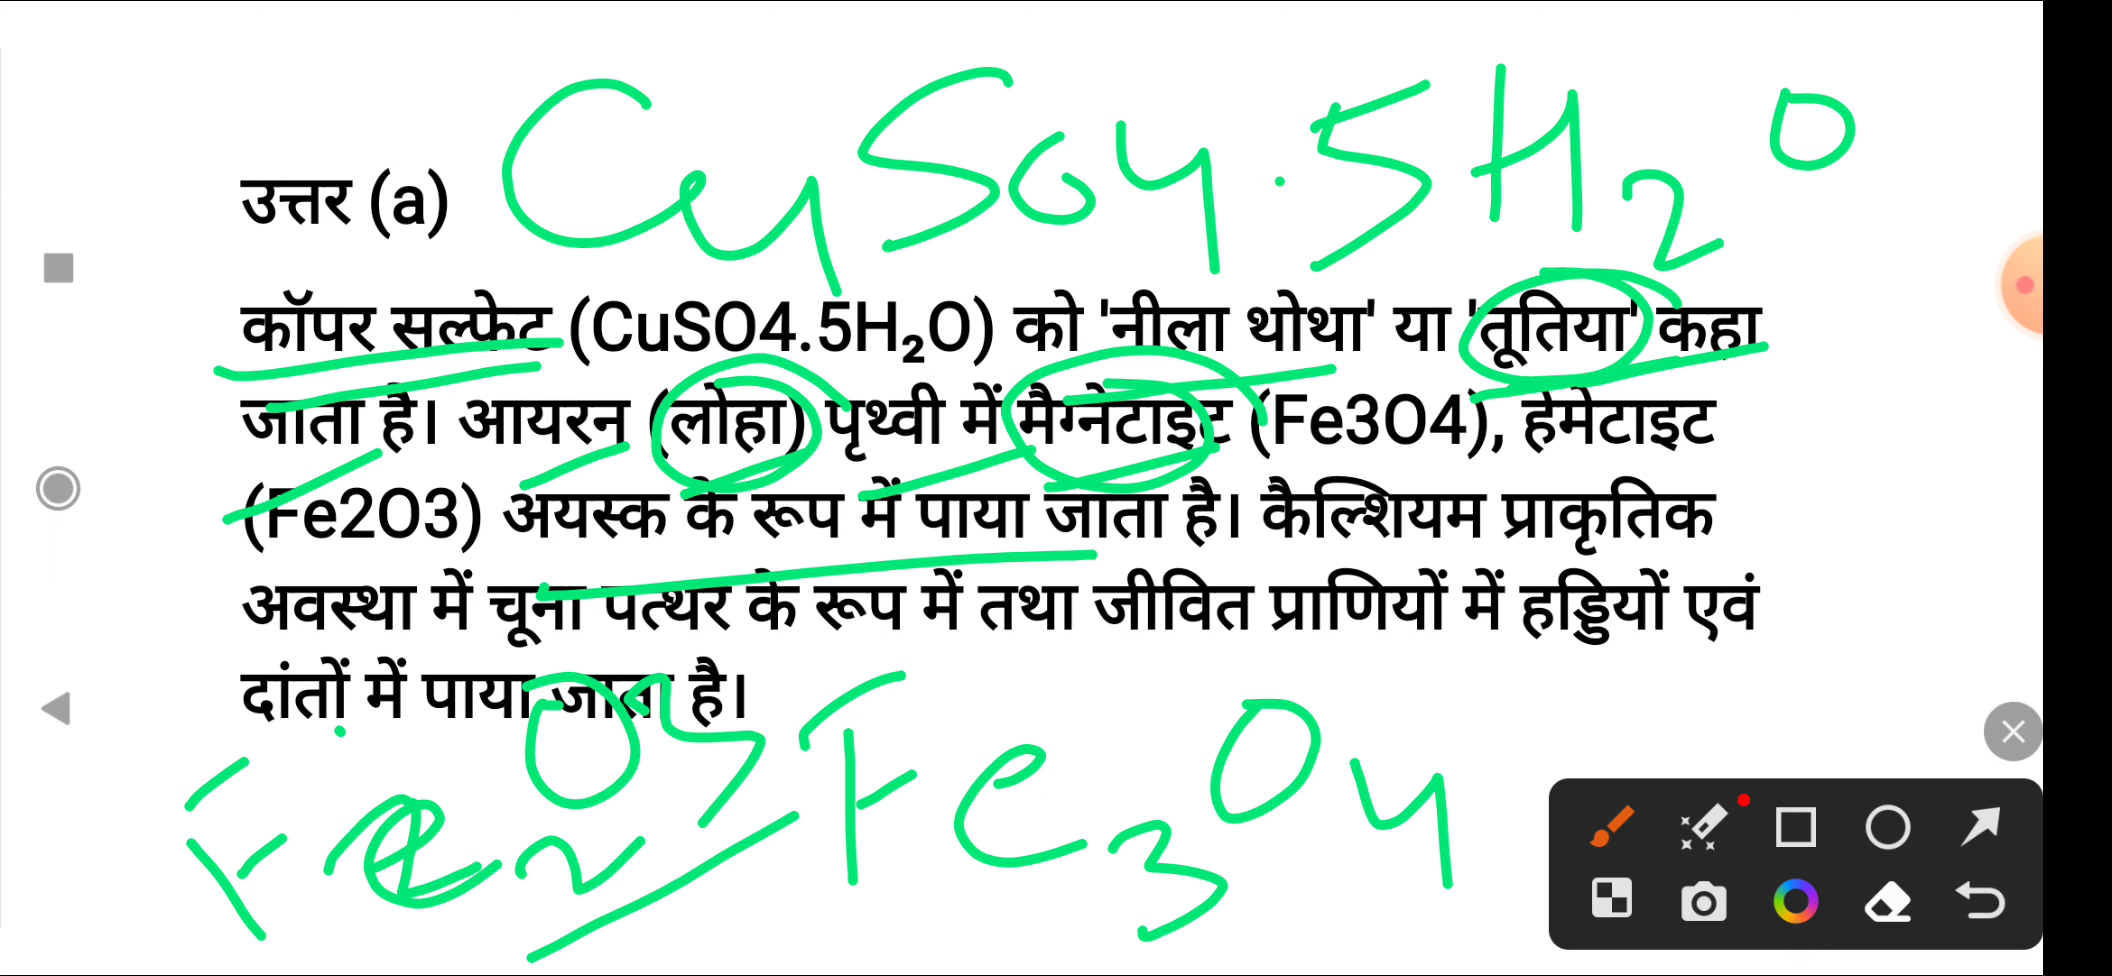 CuSO4.5H2O
उत्तर (a)
कॉपर सल्फेट (CuSO4.5H₂O) को 'नीला थोथा' या 'तूतिया' कहा
जाता है। आयरन (लोहा) पृथ्वी में मैग्नेटाइट (Fe3O4), हेमेटाइट
(Fe2O3) अयस्क के रूप में पाया जाता है। कैल्शियम प्राकृतिक
अवस्था में चूना पत्थर के रूप में तथा जीवित प्राणियों में हड्डियों एवं
दांतों में पाया जाता है।
Fe2O3 Fe3O4